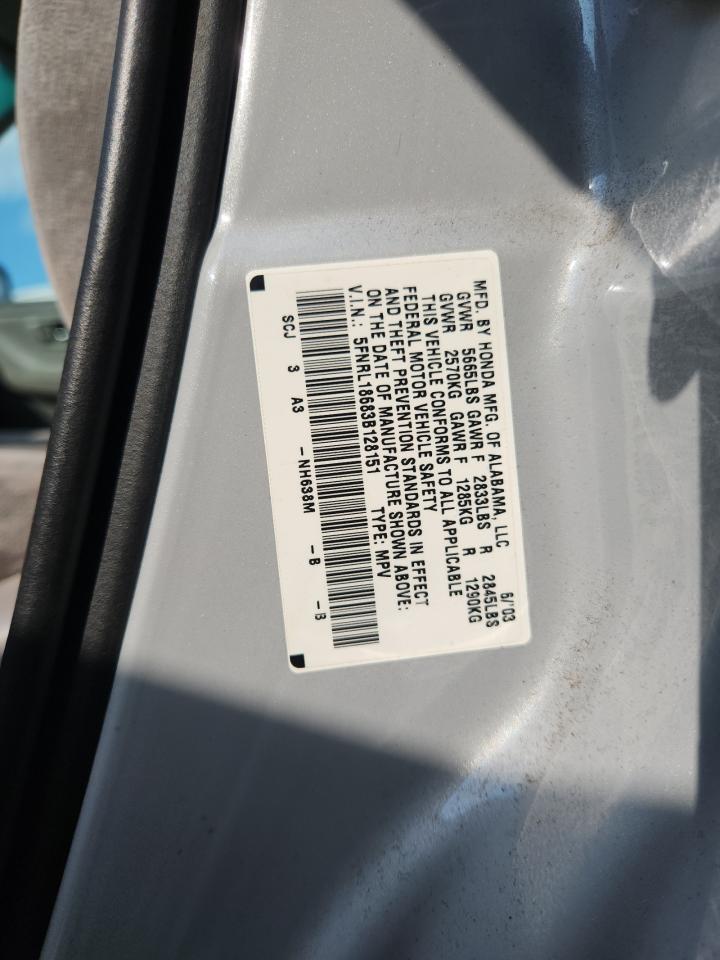 MFD. BY HONDA MFG. OF ALABAMA, LLC 6/'03
GVWR 5665LBS GAWR F 2833LBS R 2845LBS
GVWR 2570KG GAWR F 1285KG R 1290KG
THIS VEHICLE CONFORMS TO ALL APPLICABLE
FEDERAL MOTOR VEHICLE SAFETY
AND THEFT PREVENTION STANDARDS IN EFFECT
ON THE DATE OF MANUFACTURE SHOWN ABOVE:
V.I.N.: 5FNRL18683B128151 TYPE: MPV
SCJ 3 A3 -NH638M -B -B